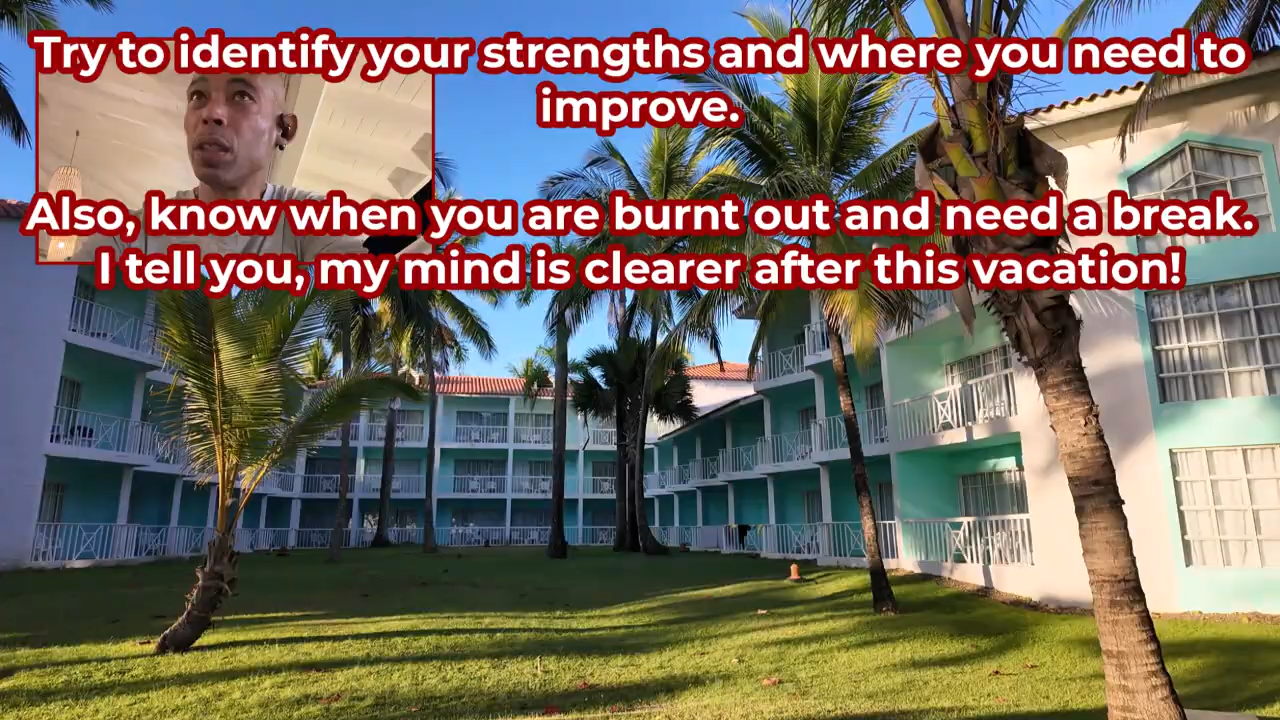 Try to identify your strengths and where you need to
improve.
Also, know when you are burnt out and need a break.
I tell you, my mind is clearer after this vacation!